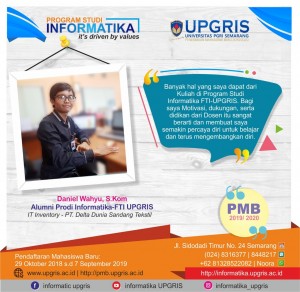 PROGRAM STUDI
INFORMATIKA
it's driven by values
UPGRIS
UNIVERSITAS PGRI SEMARANG
Banyak hal yang saya dapat dari
Kuliah di Program Studi
Informatika FTI-UPGRIS. Bagi
saya Motivasi, dukungan, serta
didikan dari Dosen itu sangat
berarti dan membuat saya
semakin percaya diri untuk belajar
dan terus mengembangkan diri.
Daniel Wahyu, S.Kom
Alumni Prodi Informatika-FTI UPGRIS
IT Inventory - PT. Delta Dunia Sandang Tekstil
PMB
2019/ 2020
Pendaftaran Mahasiswa Baru:
29 Oktober 2018 s.d 7 September 2019
www.upgris.ac.id | http://pmb.upgris.ac.id
Jl. Sidodadi Timur No. 24 Semarang
(024) 8316377 | 8448217
+62 81328522082 | Noora
http://informatika.upgris.ac.id
informatic upgris
informatika upgris
informatika_upgris
informatika upgris